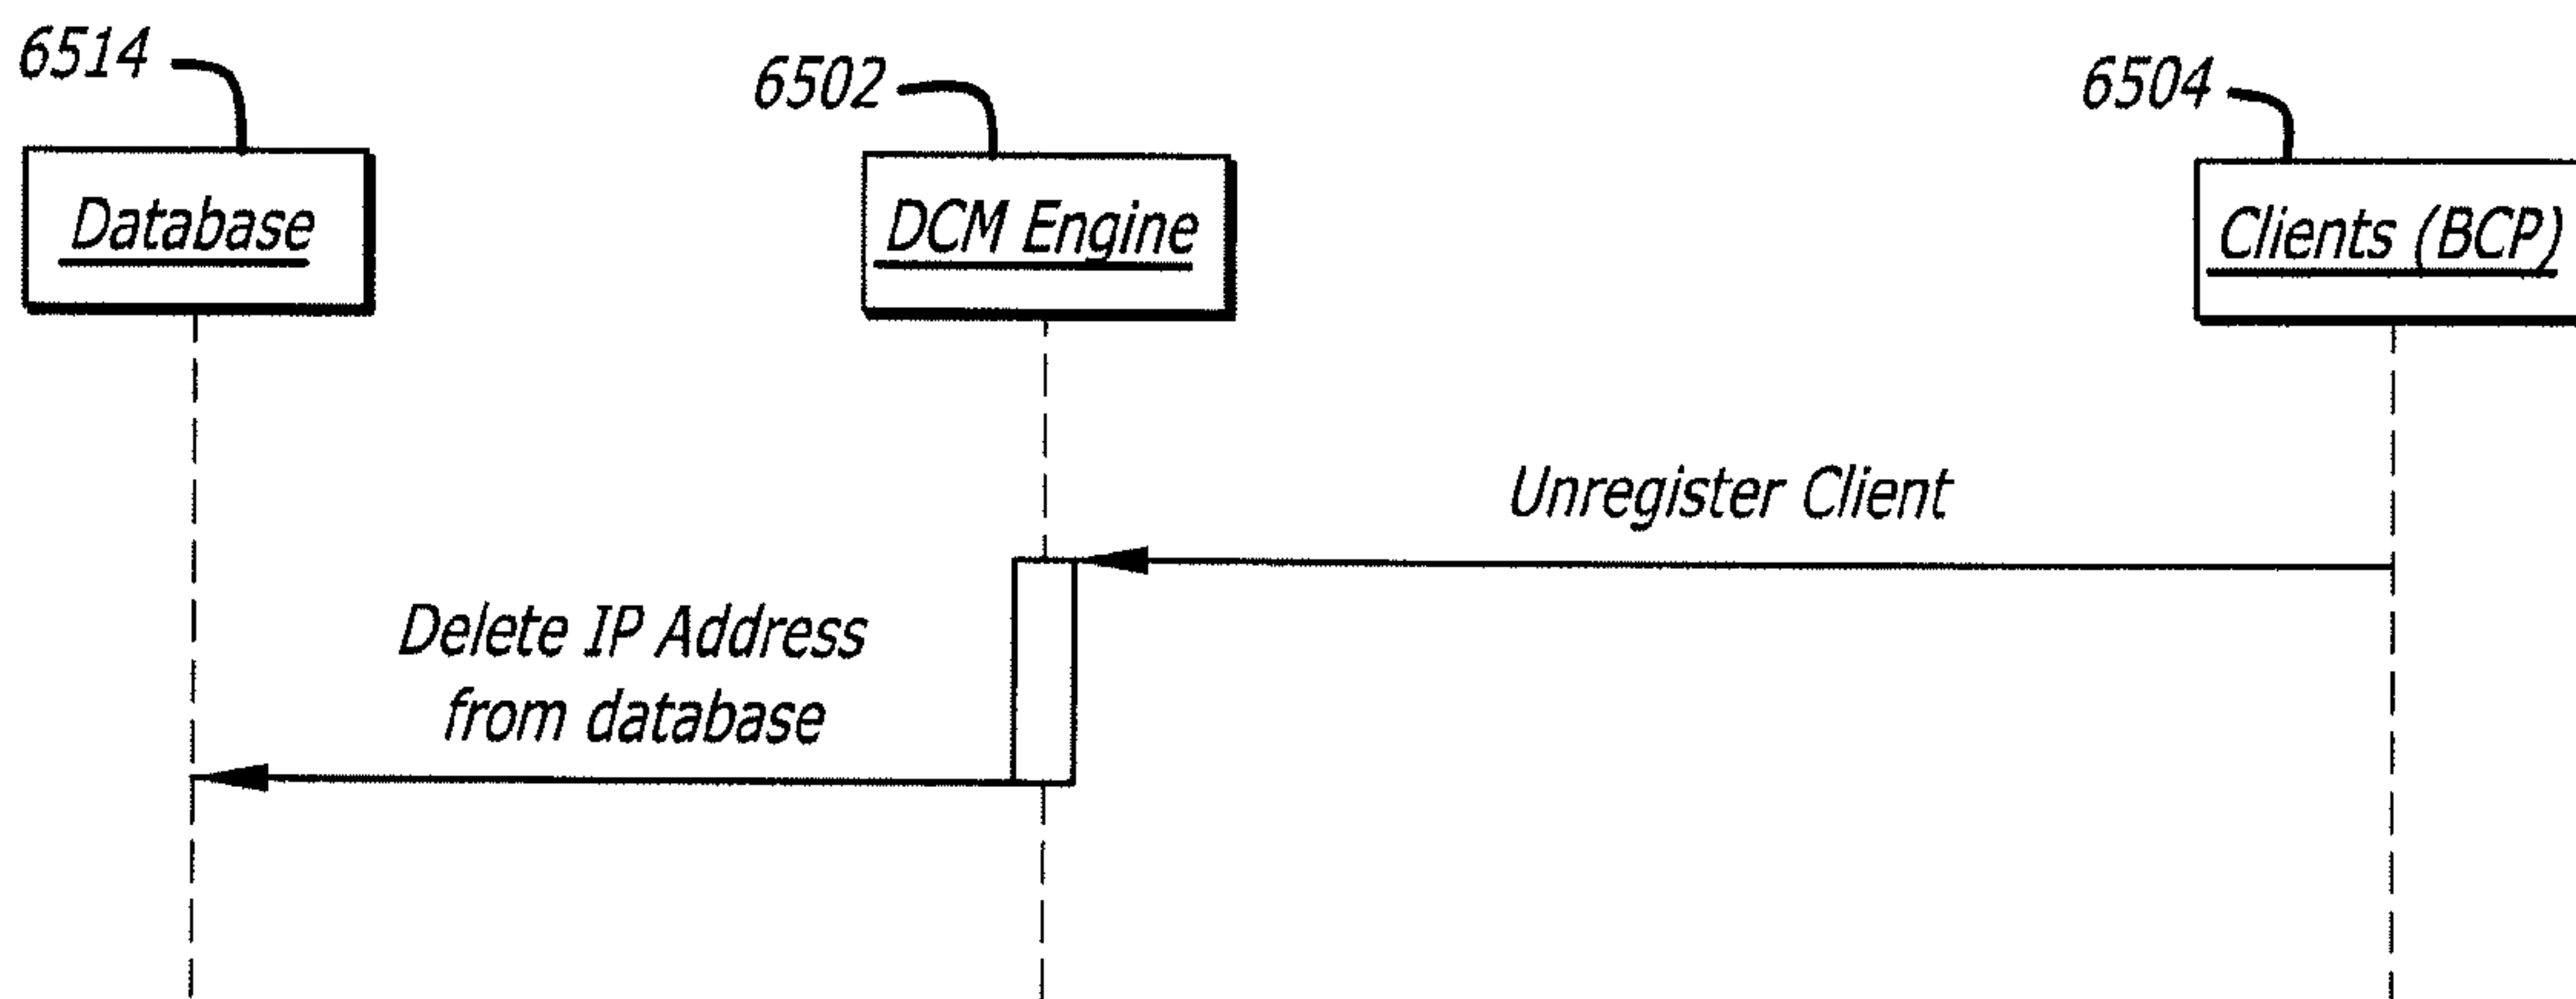 6514
6502
6504
Database
DCM Engine
Clients (BCP)
Unregister Client
Delete IP Address
from database